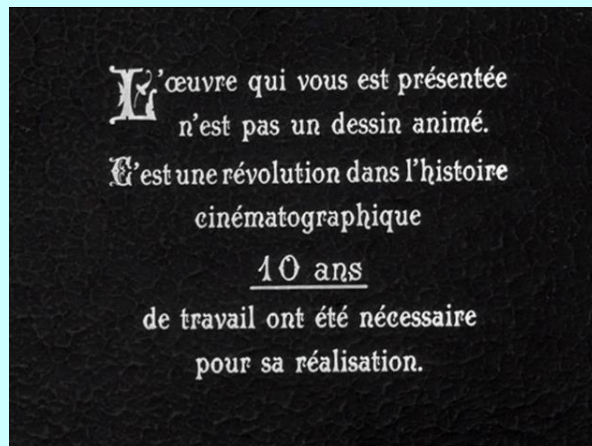 L'œuvre qui vous est présentée
n'est pas un dessin animé.
C'est une révolution dans l'histoire
cinématographique
10 ans
de travail ont été nécessaire
pour sa réalisation.